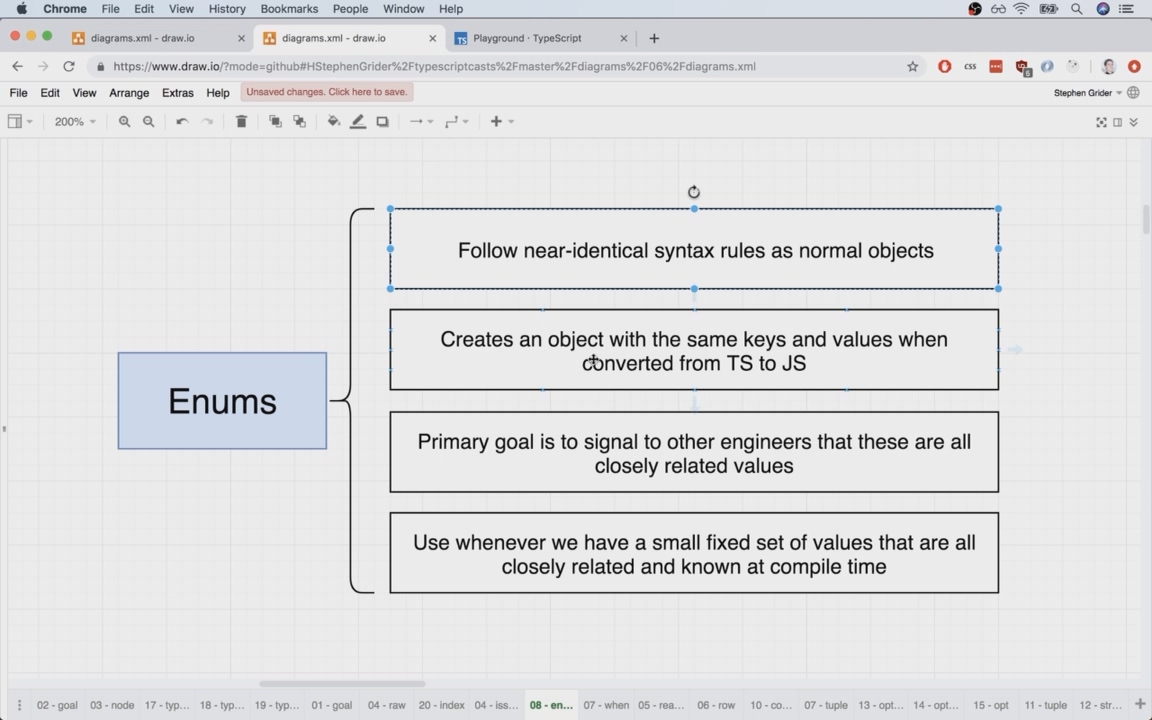 Chrome File Edit View History Bookmarks People Window Help
diagrams.xml - draw.io
diagrams.xml - draw.io
TS Playground · TypeScript
https://www.draw.io/?mode=github#HStephenGrider%2Ftypescriptcasts%2Fmaster%2Fdiagrams%2F06%2Fdiagrams.xml
CSS
5
File Edit View Arrange Extras Help Unsaved changes. Click here to save. Stephen Grider
200%
Follow near-identical syntax rules as normal objects
Creates an object with the same keys and values when
converted from TS to JS
Enums
Primary goal is to signal to other engineers that these are all
closely related values
Use whenever we have a small fixed set of values that are all
closely related and known at compile time
02 - goal 03 - node 17 - typ... 18 - typ... 19 - typ... 01 - goal 04 - raw 20 - index 04 - iss... 08 - en... 07 - when 05 - rea... 06 - row 10 - co... 07 - tuple 13 - opt... 14 - opt... 15 - opt 11 - tuple 12 - str...